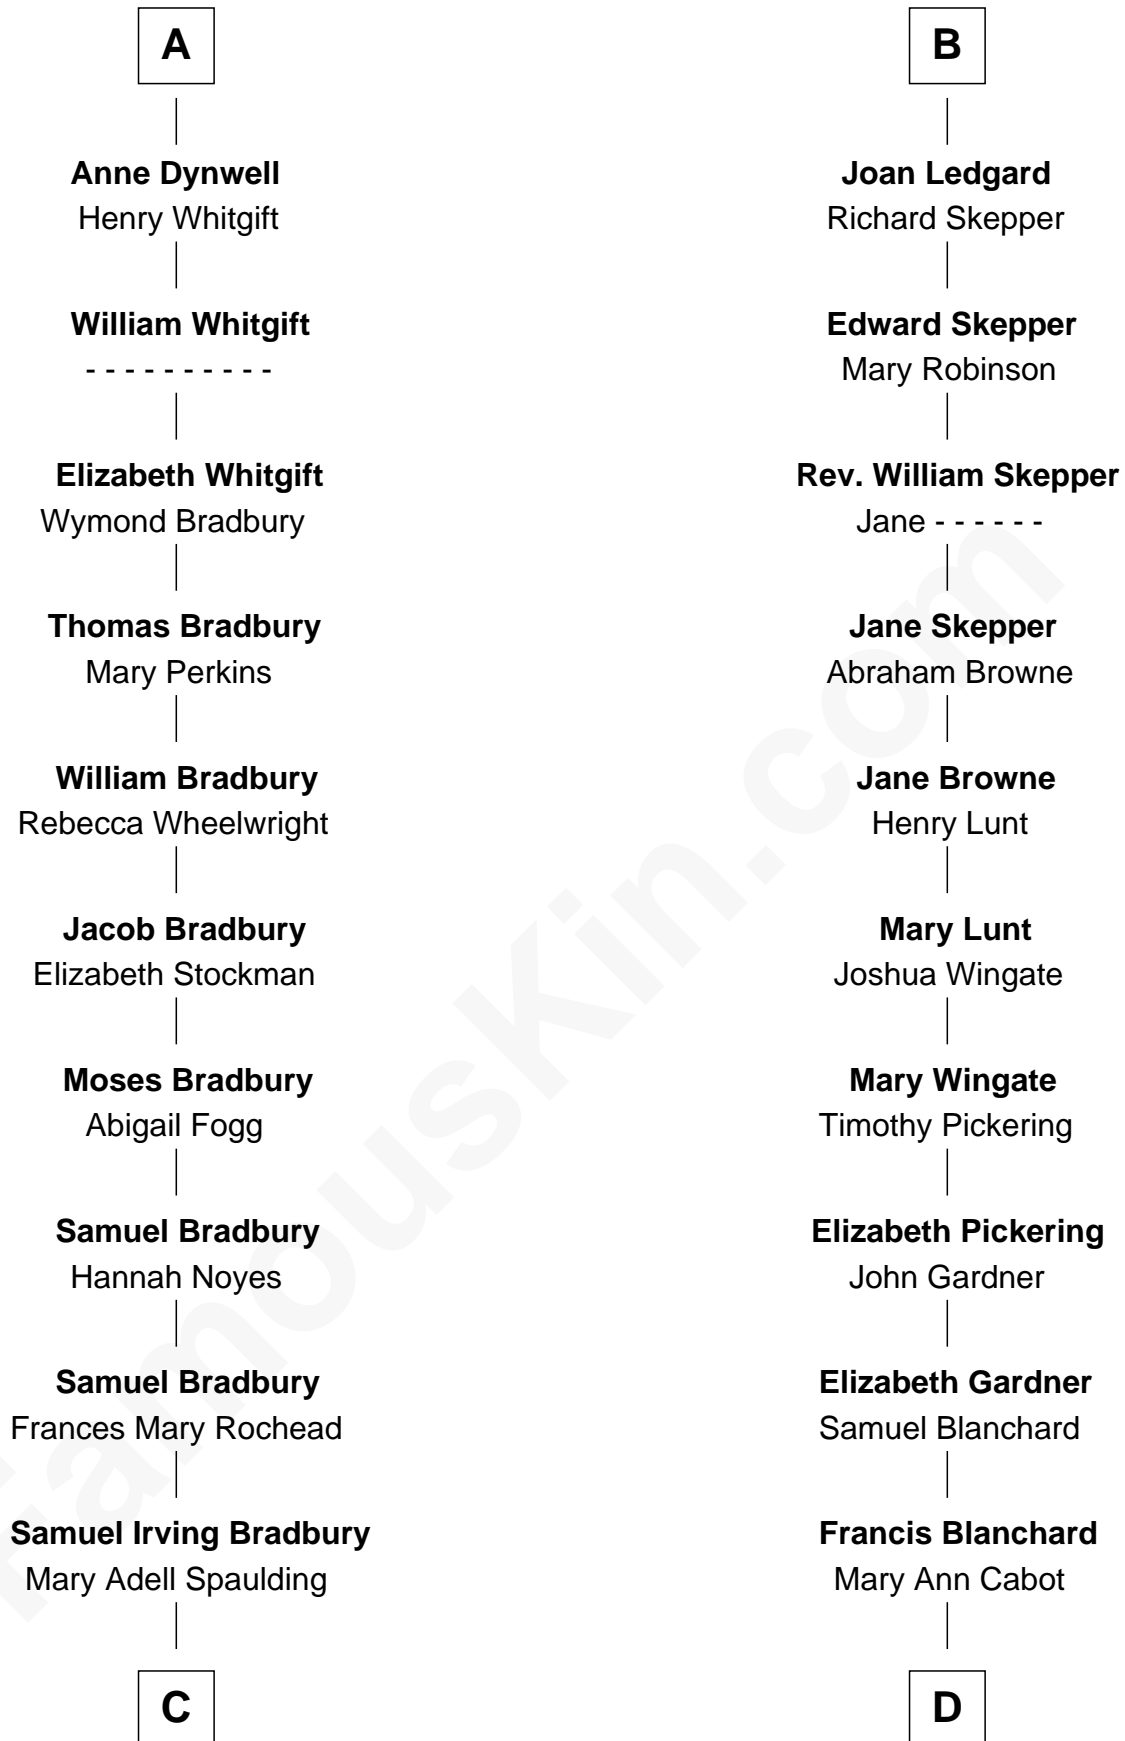 A
Anne Dynwell
Henry Whitgift
William Whitgift
- - - - - - - - - -
Elizabeth Whitgift
Wymond Bradbury
Thomas Bradbury
Mary Perkins
William Bradbury
Rebecca Wheelwright
Jacob Bradbury
Elizabeth Stockman
Moses Bradbury
Abigail Fogg
Samuel Bradbury
Hannah Noyes
Samuel Bradbury
Frances Mary Rochead
Samuel Irving Bradbury
Mary Adell Spaulding
C
B
Joan Ledgard
Richard Skepper
Edward Skepper
Mary Robinson
Rev. William Skepper
Jane - - - - - -
Jane Skepper
Abraham Browne
Jane Browne
Henry Lunt
Mary Lunt
Joshua Wingate
Mary Wingate
Timothy Pickering
Elizabeth Pickering
John Gardner
Elizabeth Gardner
Samuel Blanchard
Francis Blanchard
Mary Ann Cabot
D
FamousKin.com